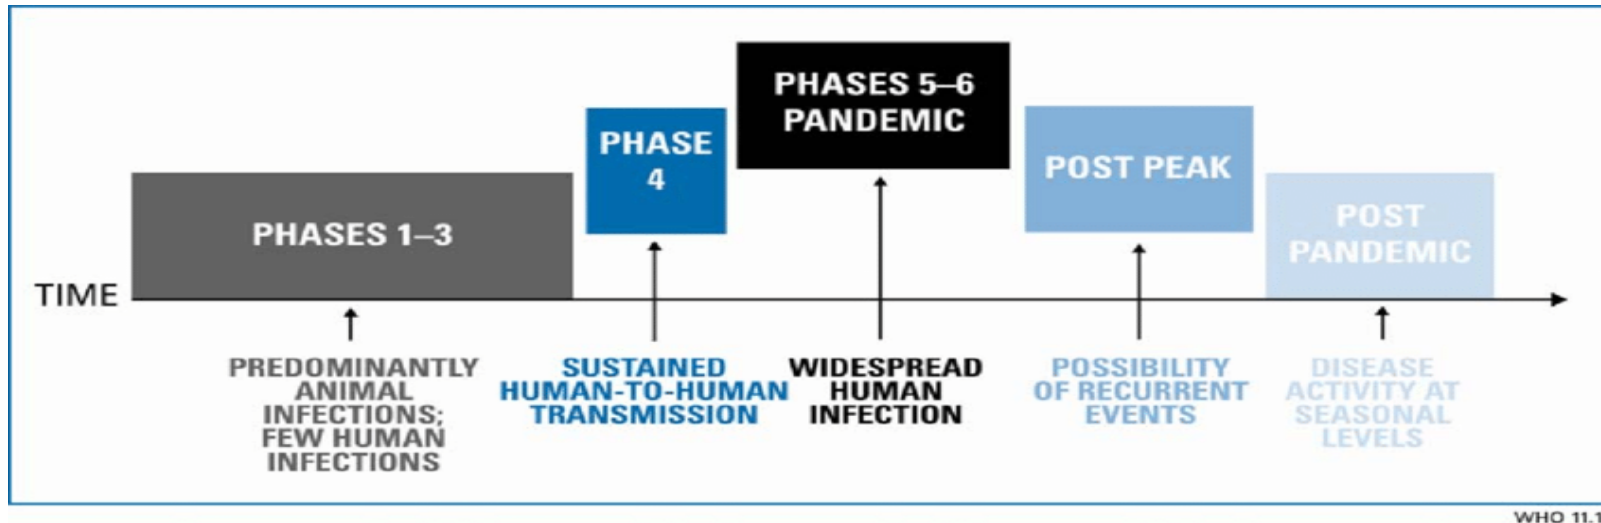 PHASES 5–6
PANDEMIC
PHASE
4
POST PEAK
PHASES 1–3
POST
PANDEMIC
TIME
PREDOMINANTLY
ANIMAL
INFECTIONS;
FEW HUMAN
INFECTIONS
SUSTAINED
HUMAN-TO-HUMAN
TRANSMISSION
WIDESPREAD
HUMAN
INFECTION
POSSIBILITY
OF RECURRENT
EVENTS
DISEASE
ACTIVITY AT
SEASONAL
LEVELS
WHO 11.1